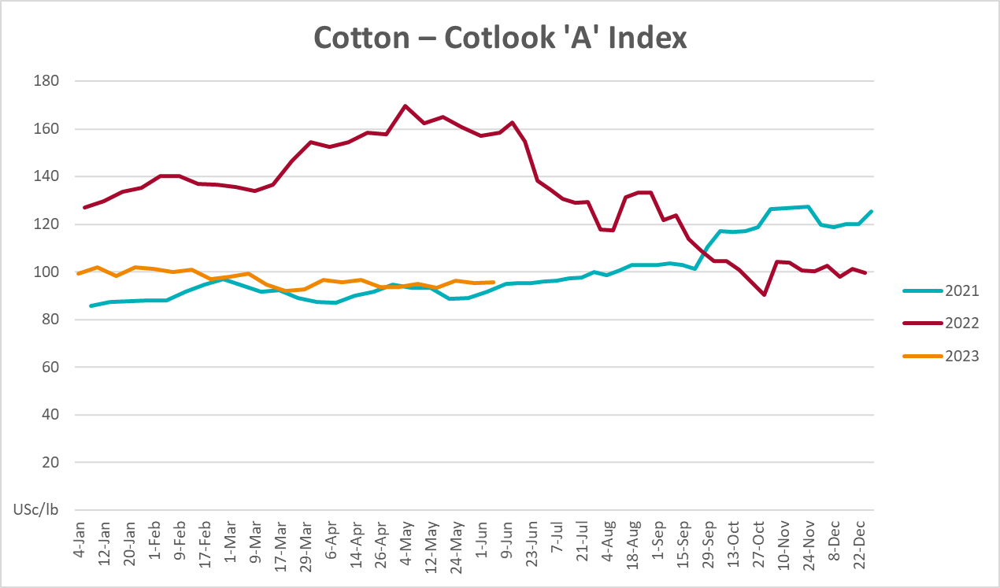 Cotton – Cotlook 'A' Index
180
160
140
120
100
80
60
40
20
USc/lb
4-Jan
12-Jan
20-Jan
1-Feb
9-Feb
17-Feb
1-Mar
9-Mar
17-Mar
29-Mar
6-Apr
14-Apr
26-Apr
4-May
12-May
24-May
1-Jun
9-Jun
23-Jun
7-Jul
21-Jul
4-Aug
18-Aug
1-Sep
15-Sep
29-Sep
13-Oct
27-Oct
10-Nov
24-Nov
8-Dec
22-Dec
2021
2022
2023